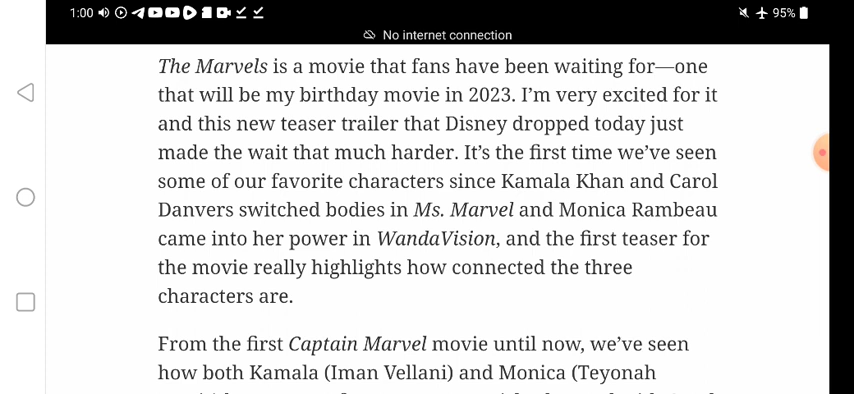 1:00
95%
No internet connection
The Marvels is a movie that fans have been waiting for—one
that will be my birthday movie in 2023. I’m very excited for it
and this new teaser trailer that Disney dropped today just
made the wait that much harder. It’s the first time we’ve seen
some of our favorite characters since Kamala Khan and Carol
Danvers switched bodies in Ms. Marvel and Monica Rambeau
came into her power in WandaVision, and the first teaser for
the movie really highlights how connected the three
characters are.
From the first Captain Marvel movie until now, we’ve seen
how both Kamala (Iman Vellani) and Monica (Teyonah